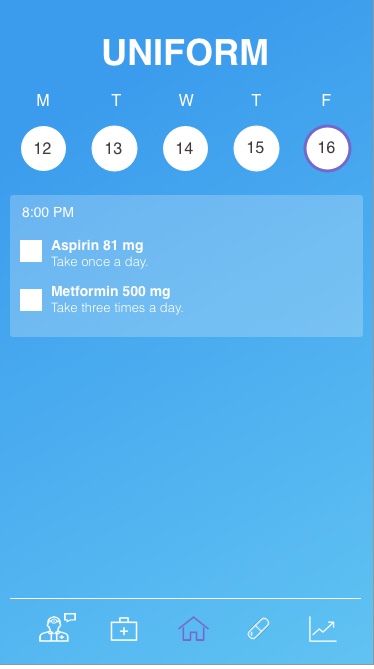 UNIFORM
M T W T F
12 13 14 15 16
8:00 PM
Aspirin 81 mg
Take once a day.
Metformin 500 mg
Take three times a day.